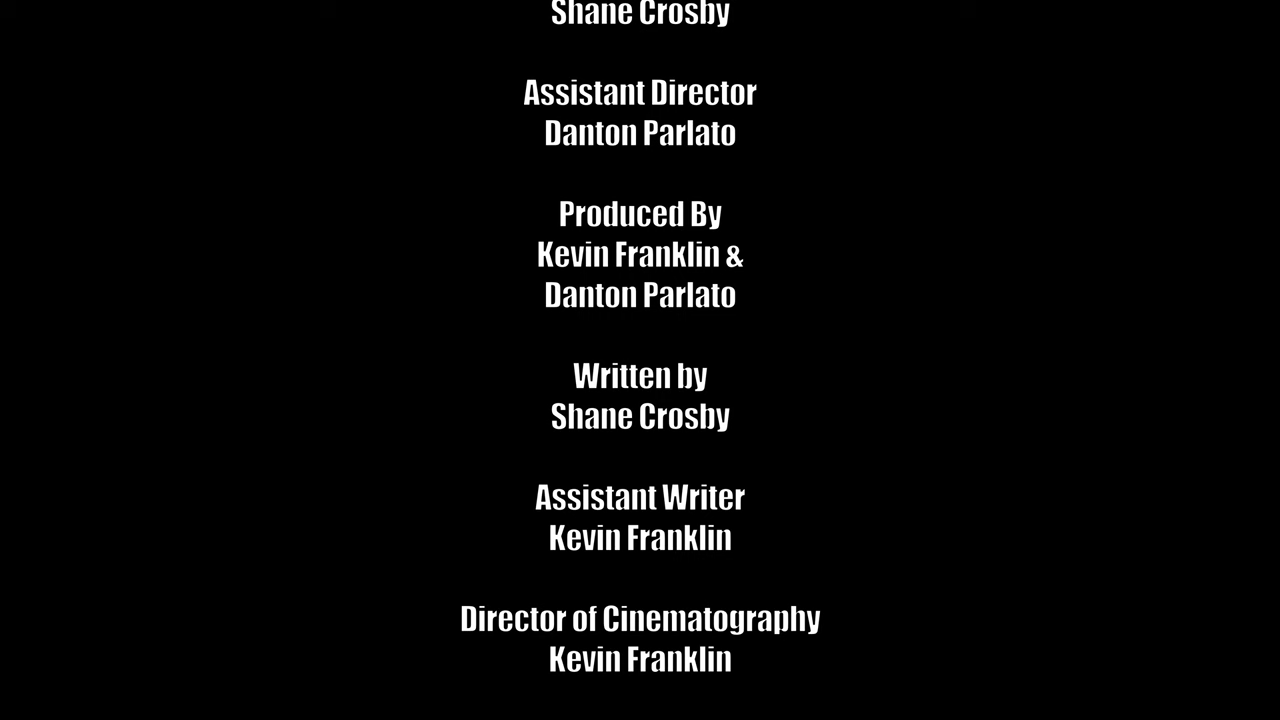 Shane Crosby
Assistant Director
Danton Parlato
Produced By
Kevin Franklin &
Danton Parlato
Written by
Shane Crosby
Assistant Writer
Kevin Franklin
Director of Cinematography
Kevin Franklin